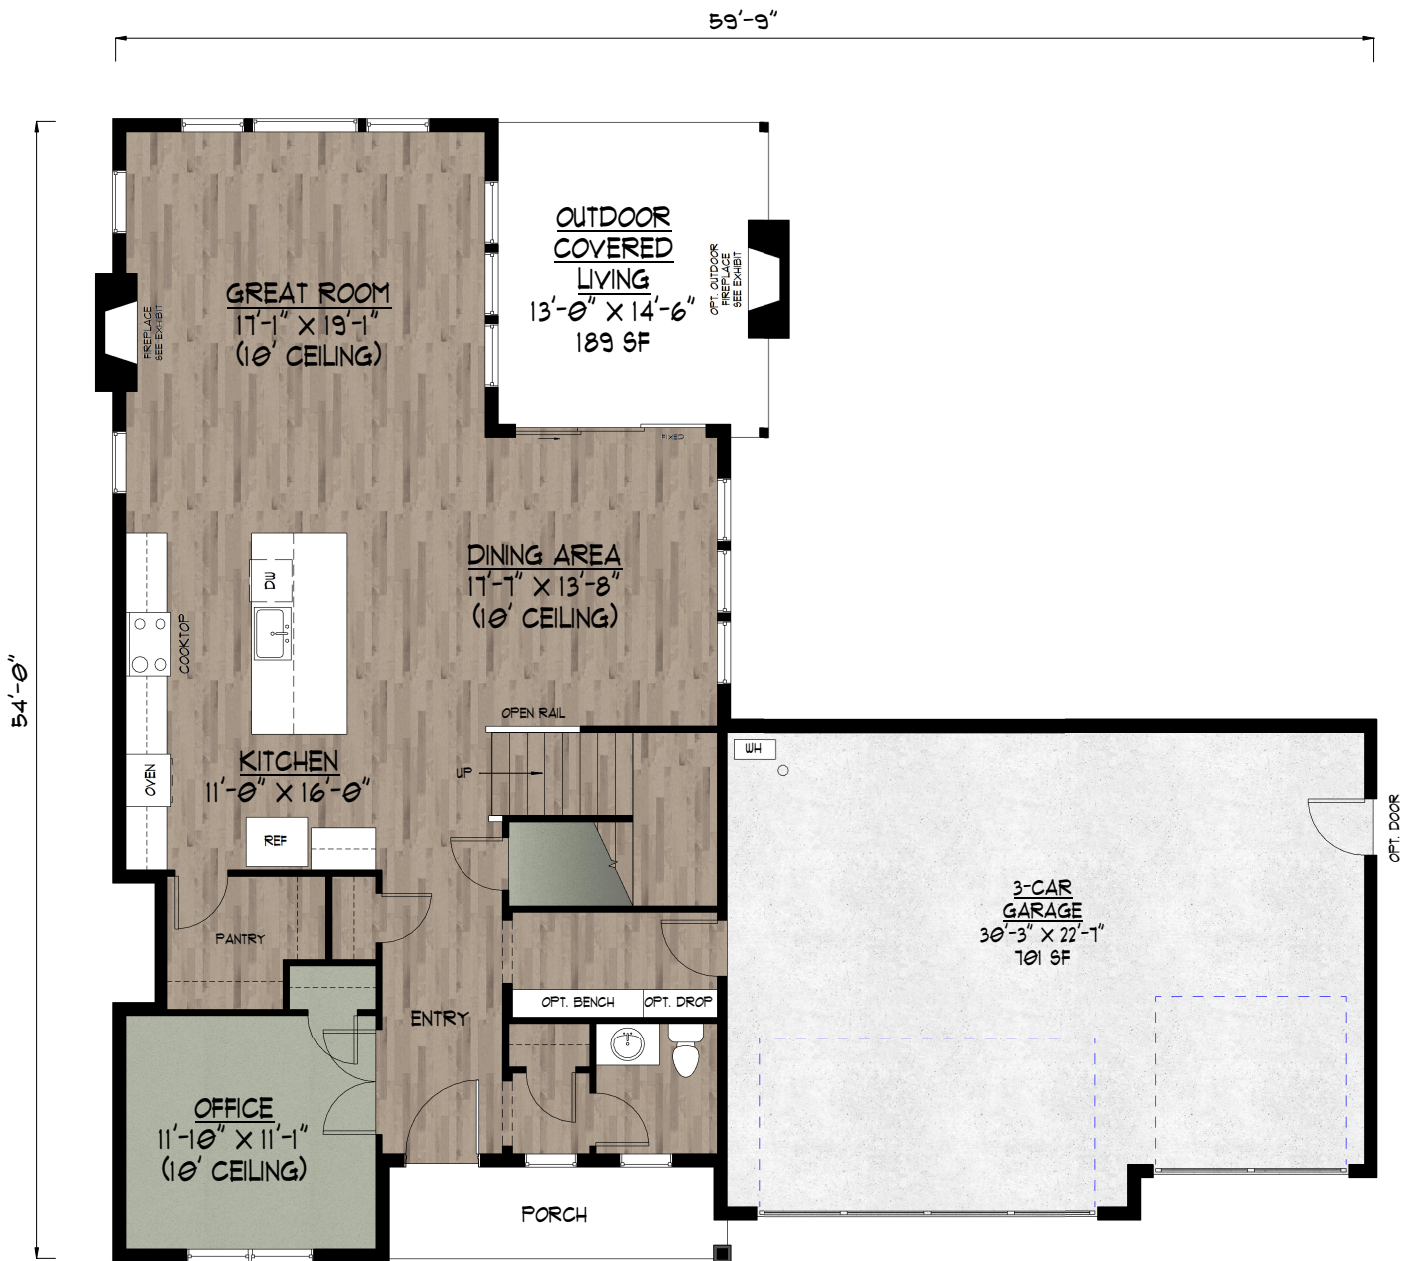 59'-9"
54'-0"
OUTDOOR
COVERED
LIVING
13'-0" X 14'-6"
189 SF
OPT. OUTDOOR
FIREPLACE
SEE EXHIBIT
GREAT ROOM
17'-1" X 19'-1"
(10' CEILING)
FIREPLACE
SEE EXHIBIT
FIXED
DINING AREA
17'-7" X 13'-8"
(10' CEILING)
DW
COOKTOP
OPEN RAIL
KITCHEN
11'-0" X 16'-0"
OVEN
UP
WH
REF
OPT. DOOR
3-CAR
GARAGE
30'-3" X 22'-7"
701 SF
PANTRY
OPT. BENCH
OPT. DROP
ENTRY
OFFICE
11'-10" X 11'-1"
(10' CEILING)
PORCH